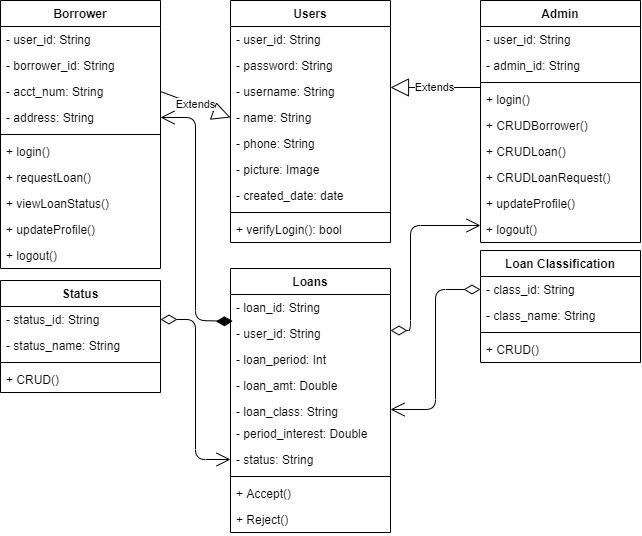 Borrower
- user_id: String
- borrower_id: String
- acct_num: String
- address: String
+ login()
+ requestLoan()
+ viewLoanStatus()
+ updateProfile()
+ logout()
Extends
Users
- user_id: String
- password: String
- username: String
- name: String
- phone: String
- picture: Image
- created_date: date
+ verifyLogin(): bool
Extends
Admin
- user_id: String
- admin_id: String
+ login()
+ CRUDBorrower()
+ CRUDLoan()
+ CRUDLoanRequest()
+ updateProfile()
+ logout()
Status
- status_id: String
- status_name: String
+ CRUD()
Loans
- loan_id: String
- user_id: String
- loan_period: Int
- loan_amt: Double
- loan_class: String
- period_interest: Double
- status: String
+ Accept()
+ Reject()
Loan Classification
- class_id: String
- class_name: String
+ CRUD()